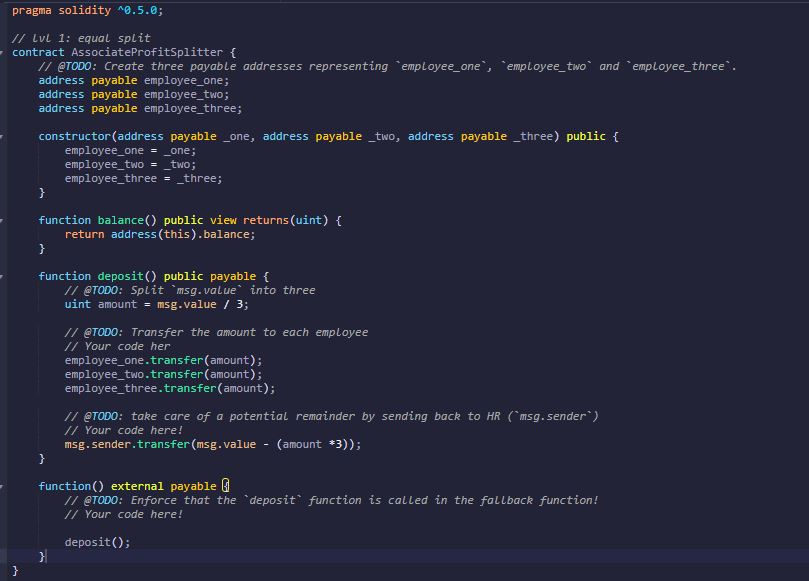 pragma solidity ^0.5.0;
// lvl 1: equal split
contract AssociateProfitSplitter {
// @TODO: Create three payable addresses representing `employee_one`, `employee_two` and `employee_three`.
address payable employee_one;
address payable employee_two;
address payable employee_three;
constructor(address payable _one, address payable _two, address payable _three) public {
employee_one = _one;
employee_two = _two;
employee_three = _three;
}
function balance() public view returns(uint) {
return address(this).balance;
}
function deposit() public payable {
// @TODO: Split `msg.value` into three
uint amount = msg.value / 3;
// @TODO: Transfer the amount to each employee
// Your code her
employee_one.transfer(amount);
employee_two.transfer(amount);
employee_three.transfer(amount);
// @TODO: take care of a potential remainder by sending back to HR (`msg.sender`)
// Your code here!
msg.sender.transfer(msg.value - (amount *3));
}
function() external payable {
// @TODO: Enforce that the `deposit` function is called in the fallback function!
// Your code here!
deposit();
}
}